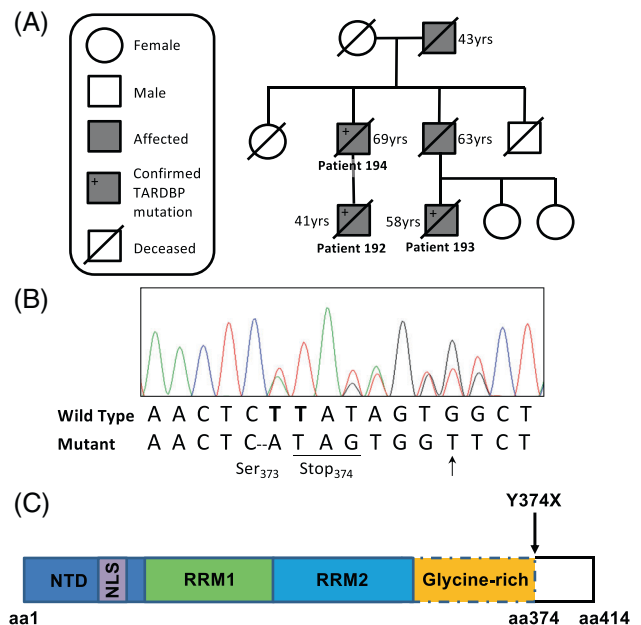 (A)
Female
Male
Affected
Confirmed
TARDBP
mutation
Deceased
+
43yrs
+
69yrs
63yrs
Patient 194
+
41yrs
+
58yrs
Patient 192
Patient 193
(B)
Wild Type A A C T C T T A T A G T G G C T
Mutant A A C T C -- A T A G T G G T T C T
Ser373 Stop374
(C)
Y374X
NTD NLS RRM1 RRM2 Glycine-rich
aa1 aa374 aa414